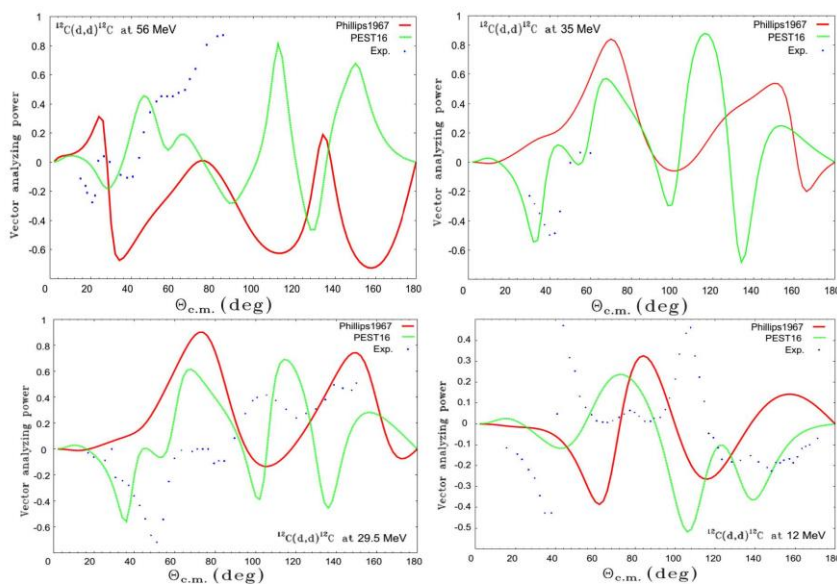 ¹²C(d,d)¹²C at 56 MeV
Phillips1967
PEST16
Exp.
Vector analyzing power
1
0.8
0.6
0.4
0.2
0
-0.2
-0.4
-0.6
20 40 60 80 100 120 140 160 180
Θc.m. (deg)
¹²C(d,d)¹²C at 35 MeV
Phillips1967
PEST16
Exp.
Vector analyzing power
1
0.8
0.6
0.4
0.2
0
-0.2
-0.4
-0.6
0 20 40 60 80 100 120 140 160 180
Θc.m. (deg)
Phillips1967
PEST16
Exp.
Vector analyzing power
1
0.8
0.6
0.4
0.2
0
-0.2
-0.4
-0.6
¹²C(d,d)¹²C at 29.5 MeV
0 20 40 60 80 100 120 140 160 180
Θc.m. (deg)
Phillips1967
PEST16
Exp.
Vector analyzing power
0.4
0.3
0.2
0.1
0
-0.1
-0.2
-0.3
-0.4
-0.5
¹²C(d,d)¹²C at 12 MeV
0 20 40 60 80 100 120 140 160 180
Θc.m. (deg)